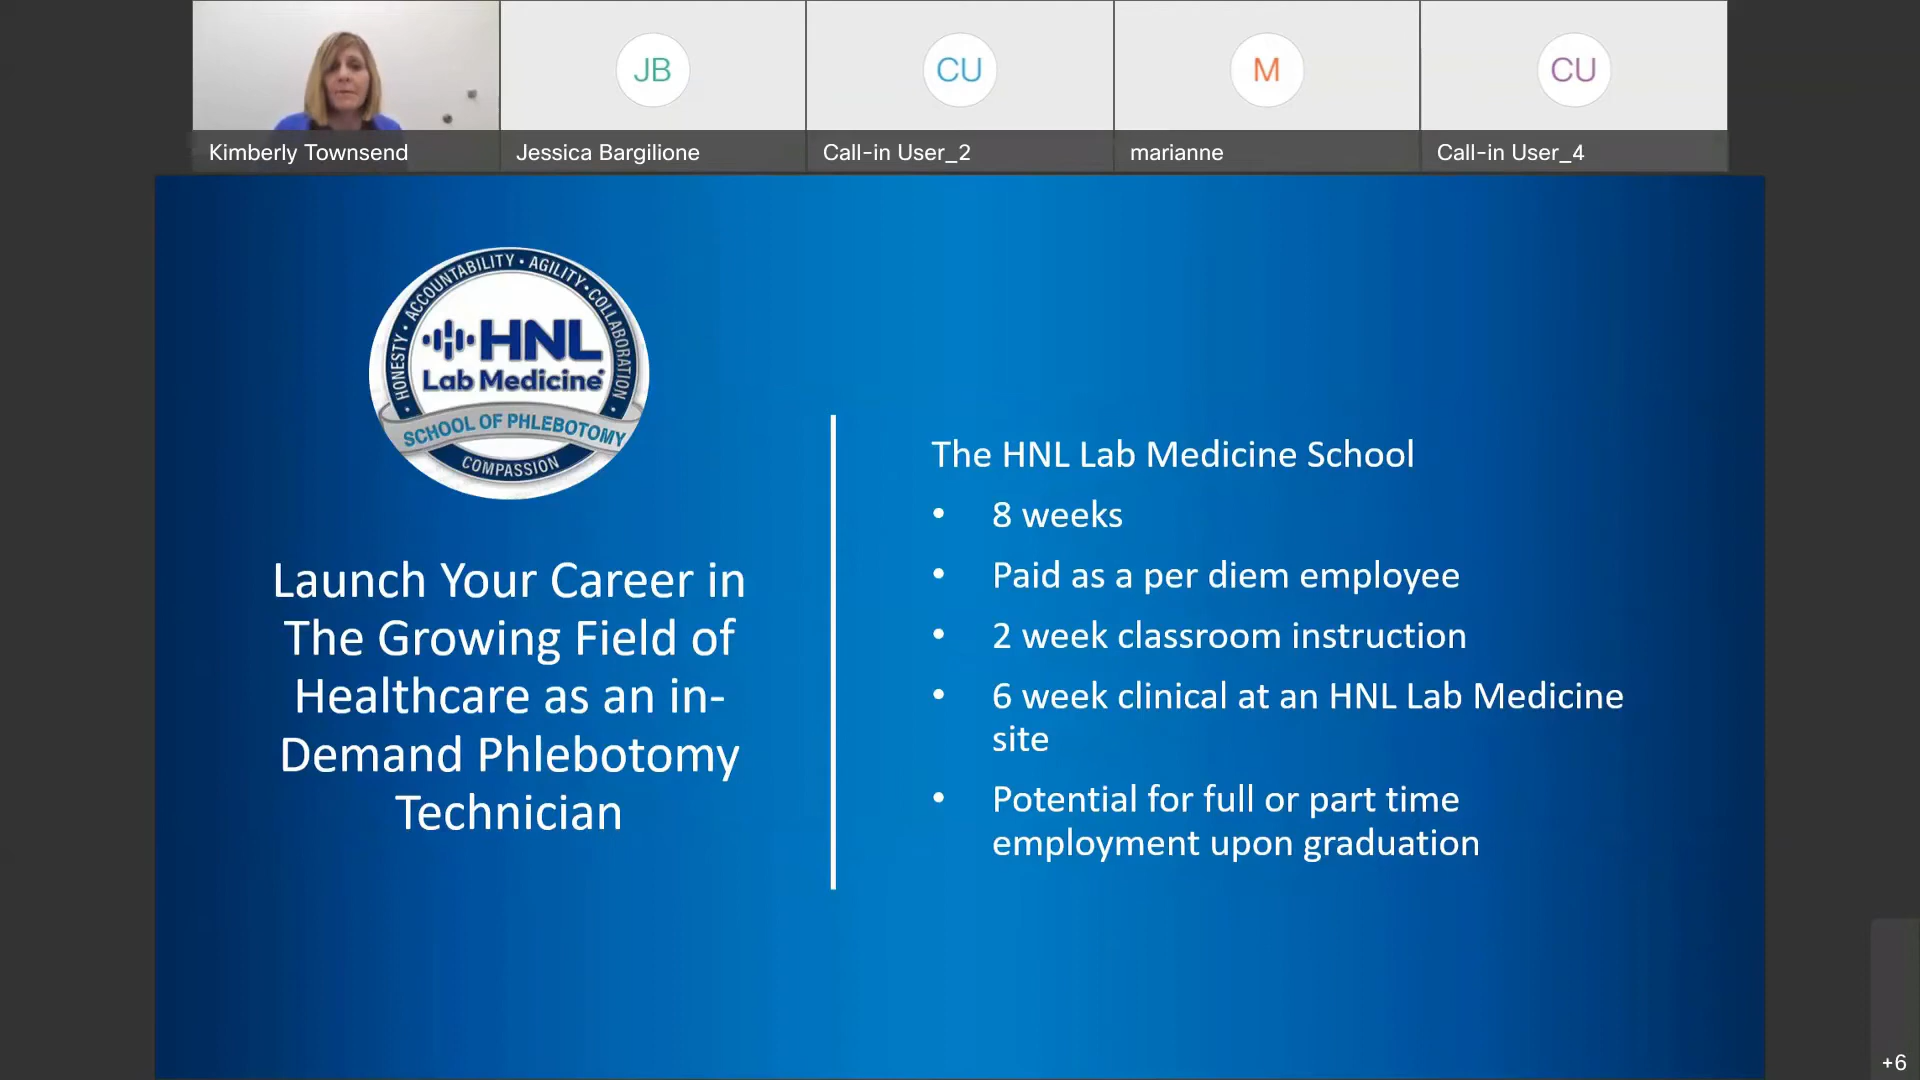 JB
CU
M
CU
Kimberly Townsend
Jessica Bargilione
Call-in User_2
marianne
Call-in User_4
HONESTY • ACCOUNTABILITY • AGILITY • COLLABORATION
HNL
Lab Medicine
SCHOOL OF PHLEBOTOMY
COMPASSION
Launch Your Career in
The Growing Field of
Healthcare as an in-
Demand Phlebotomy
Technician
The HNL Lab Medicine School
• 8 weeks
• Paid as a per diem employee
• 2 week classroom instruction
• 6 week clinical at an HNL Lab Medicine
site
• Potential for full or part time
employment upon graduation
+6